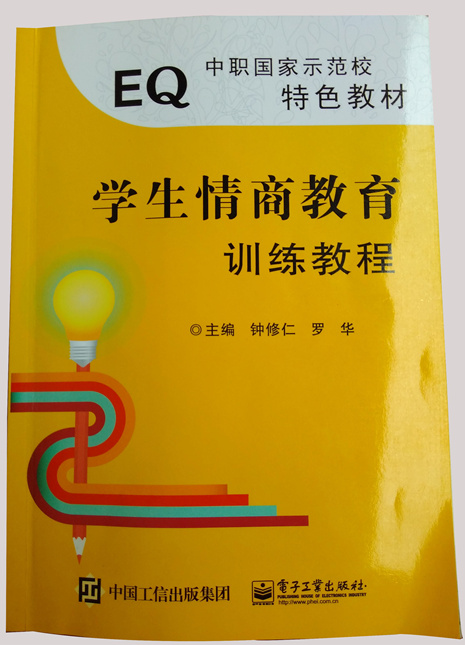 中职国家示范校
EQ 特色教材
学生情商教育
训练教程
◎主编 钟修仁 罗 华
中国工信出版集团
电子工业出版社
PUBLISHING HOUSE OF ELECTRONICS INDUSTRY
http://www.phei.com.cn